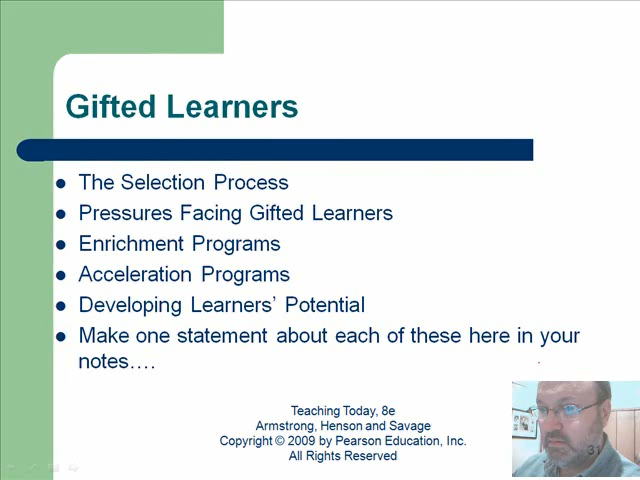 Gifted Learners
The Selection Process
Pressures Facing Gifted Learners
Enrichment Programs
Acceleration Programs
Developing Learners' Potential
Make one statement about each of these here in your
notes….
Teaching Today, 8e
Armstrong, Henson and Savage
Copyright © 2009 by Pearson Education, Inc.
All Rights Reserved
31